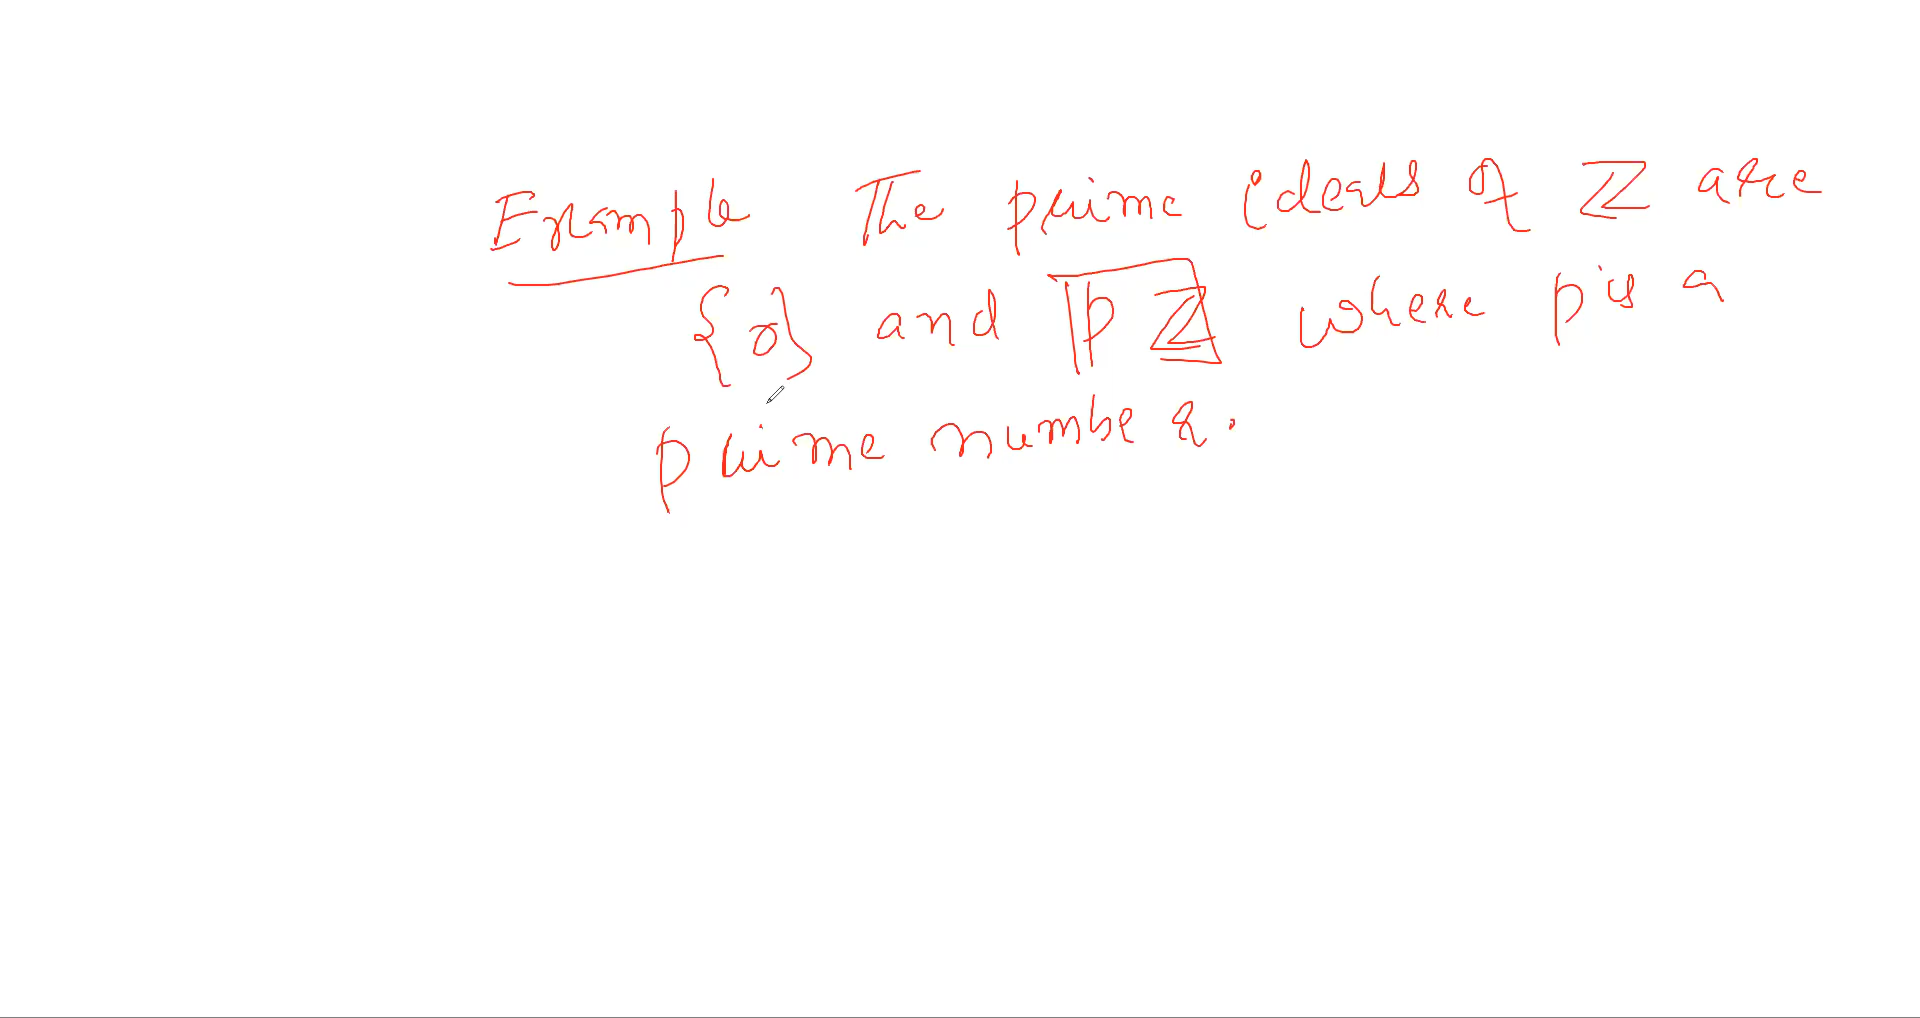 Example The prime ideals of ℤ are
{0} and pℤ where p is a
prime number.